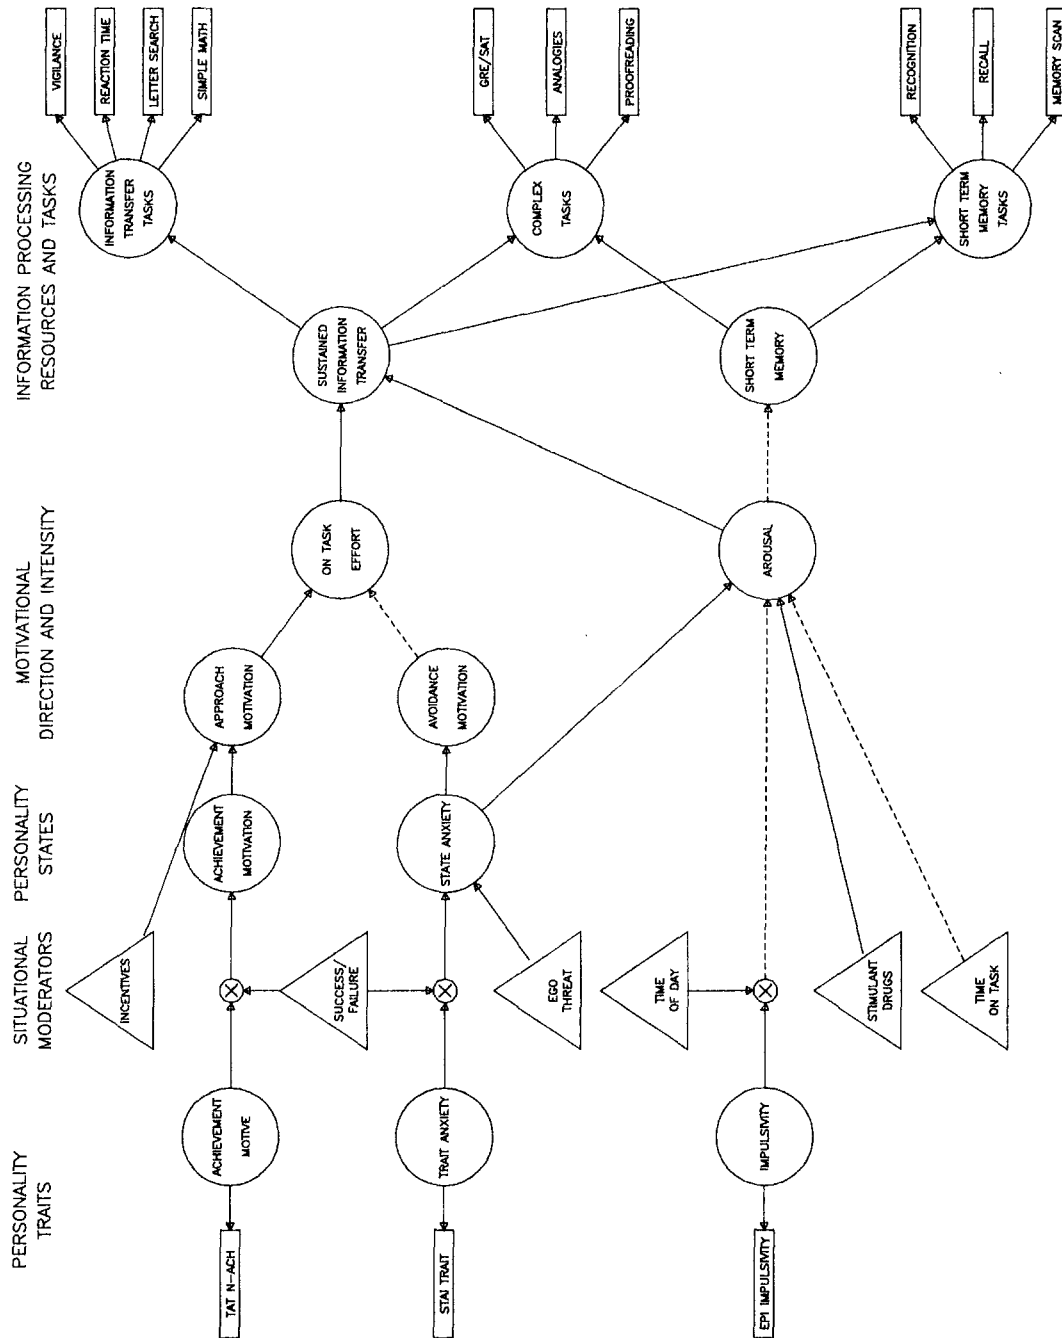 PERSONALITY
TRAITS
SITUATIONAL
MODERATORS
PERSONALITY
STATES
MOTIVATIONAL
DIRECTION AND INTENSITY
INFORMATION PROCESSING
RESOURCES AND TASKS
TAT N-ACH
ACHIEVEMENT
MOTIVE
INCENTIVES
ACHIEVEMENT
MOTIVATION
APPROACH
MOTIVATION
SUCCESS/
FAILURE
STAI TRAIT
TRAIT ANXIETY
STATE ANXIETY
AVOIDANCE
MOTIVATION
EGO
THREAT
ON TASK
EFFORT
TIME
OF DAY
EPI IMPULSIVITY
IMPULSIVITY
STIMULANT
DRUGS
TIME
ON TASK
AROUSAL
SUSTAINED
INFORMATION
TRANSFER
SHORT TERM
MEMORY
INFORMATION
TRANSFER
TASKS
COMPLEX
TASKS
SHORT TERM
MEMORY
TASKS
VIGILANCE
REACTION TIME
LETTER SEARCH
SIMPLE MATH
GRE/SAT
ANALOGIES
PROOFREADING
RECOGNITION
RECALL
MEMORY SCAN